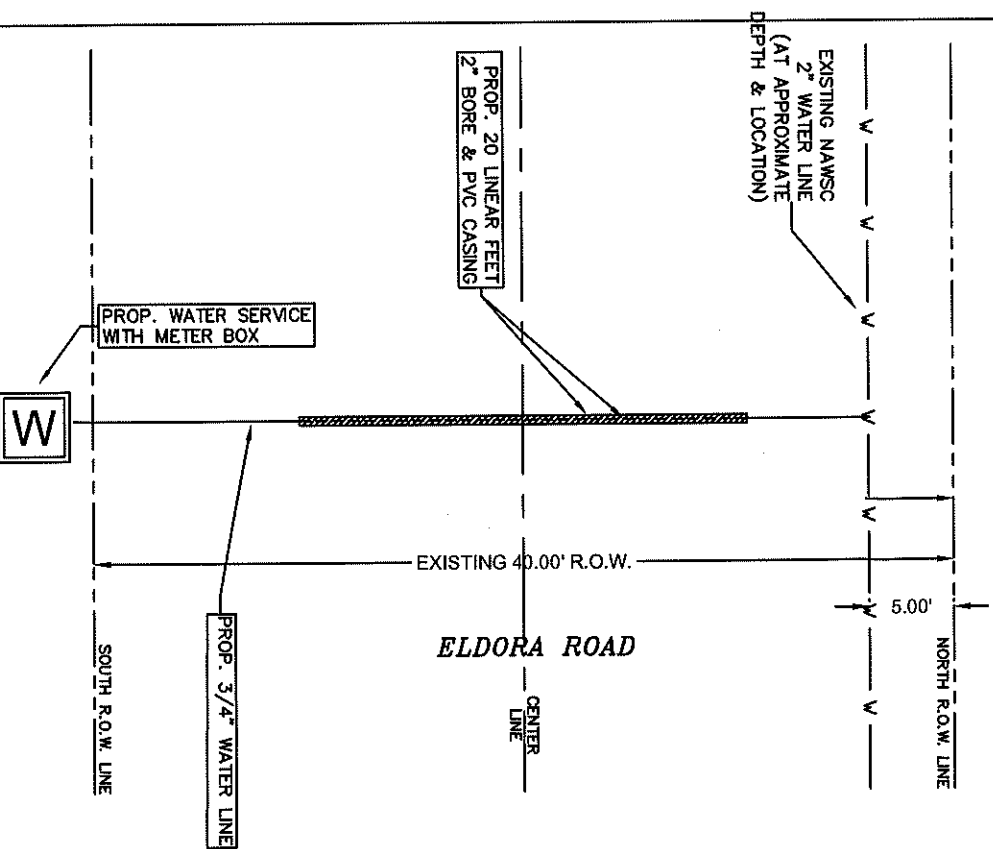 EXISTING NAWSC
2" WATER LINE
(AT APPROXIMATE
DEPTH & LOCATION)
PROP. 20 LINEAR FEET
2" BORE & PVC CASING
PROP. WATER SERVICE
WITH METER BOX
W
W
W
W
W
W
W
W
EXISTING 40.00' R.O.W.
5.00'
ELDORA ROAD
PROP. 3/4" WATER LINE
SOUTH R.O.W. LINE
CENTER
LINE
NORTH R.O.W. LINE